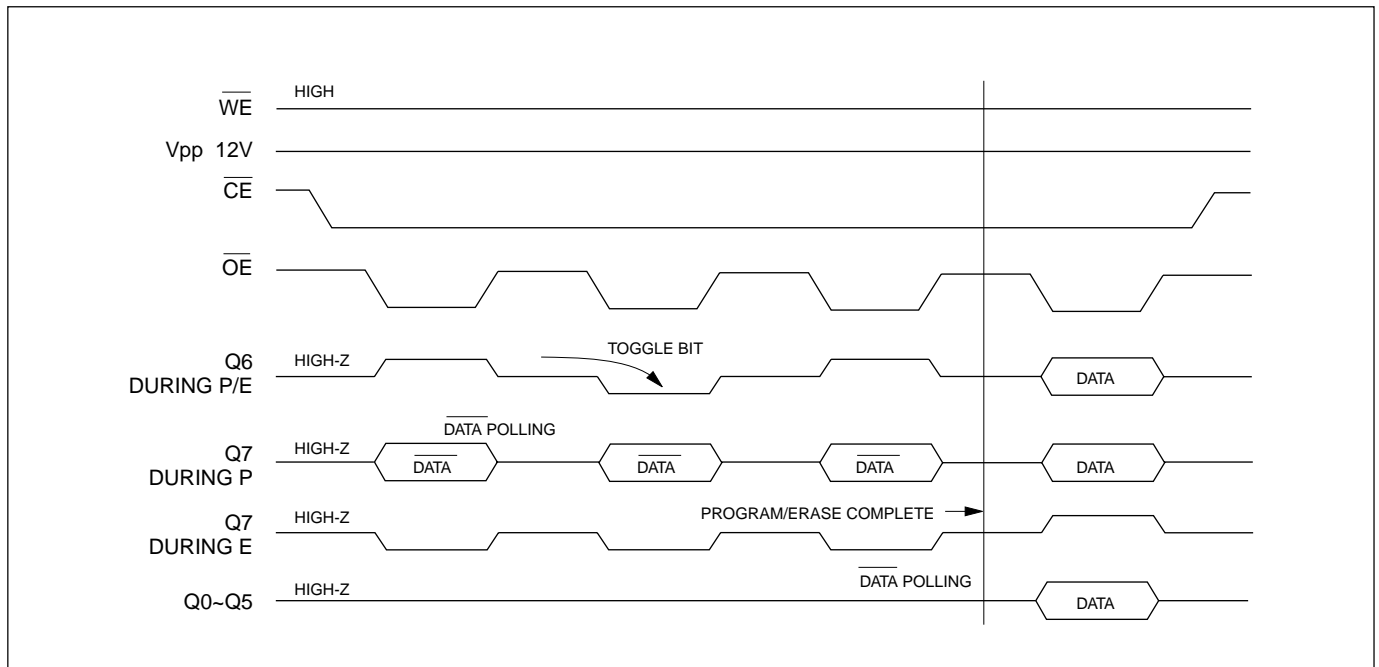 HIGH
WE
Vpp 12V
CE
OE
Q6
DURING P/E
HIGH-Z
TOGGLE BIT
DATA
DATA POLLING
Q7
DURING P
HIGH-Z
DATA
DATA
DATA
DATA
PROGRAM/ERASE COMPLETE
Q7
DURING E
HIGH-Z
DATA POLLING
Q0~Q5
HIGH-Z
DATA